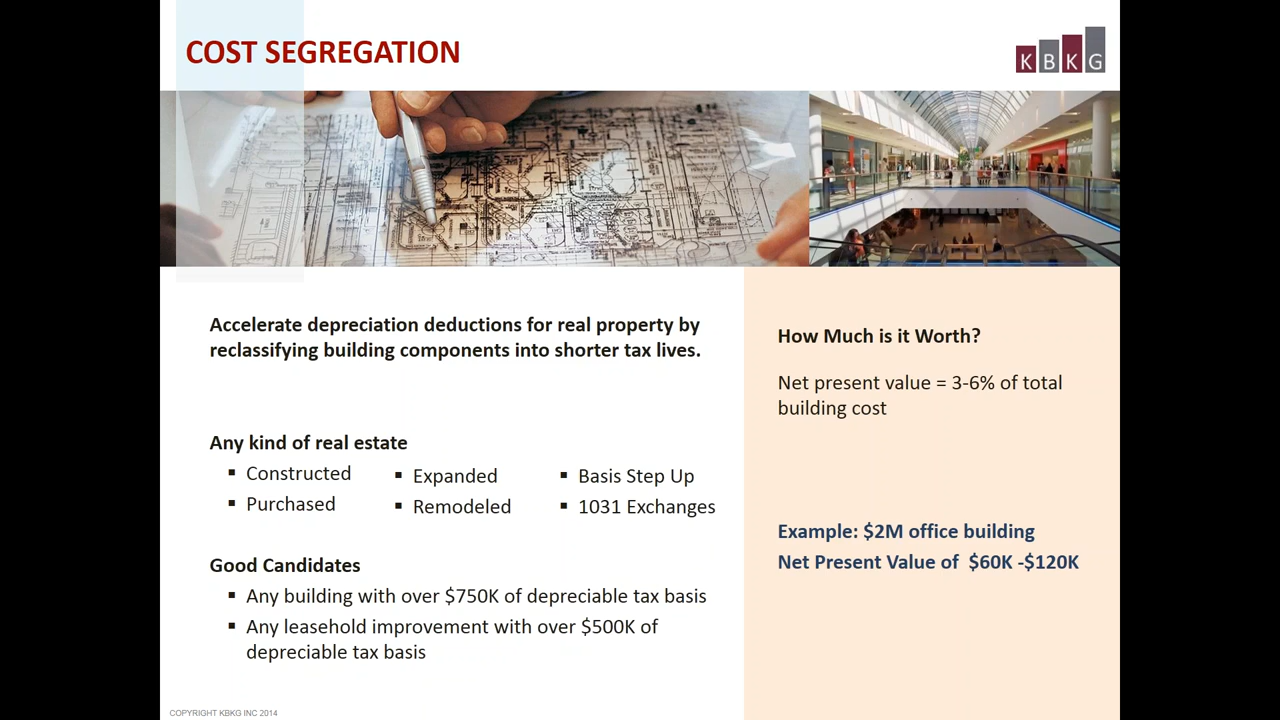 COST SEGREGATION
KBKG
Accelerate depreciation deductions for real property by
reclassifying building components into shorter tax lives.
Any kind of real estate
▪ Constructed
▪ Purchased
▪ Expanded
▪ Remodeled
▪ Basis Step Up
▪ 1031 Exchanges
Good Candidates
▪ Any building with over $750K of depreciable tax basis
▪ Any leasehold improvement with over $500K of
depreciable tax basis
How Much is it Worth?
Net present value = 3-6% of total
building cost
Example: $2M office building
Net Present Value of $60K -$120K
COPYRIGHT KBKG INC 2014